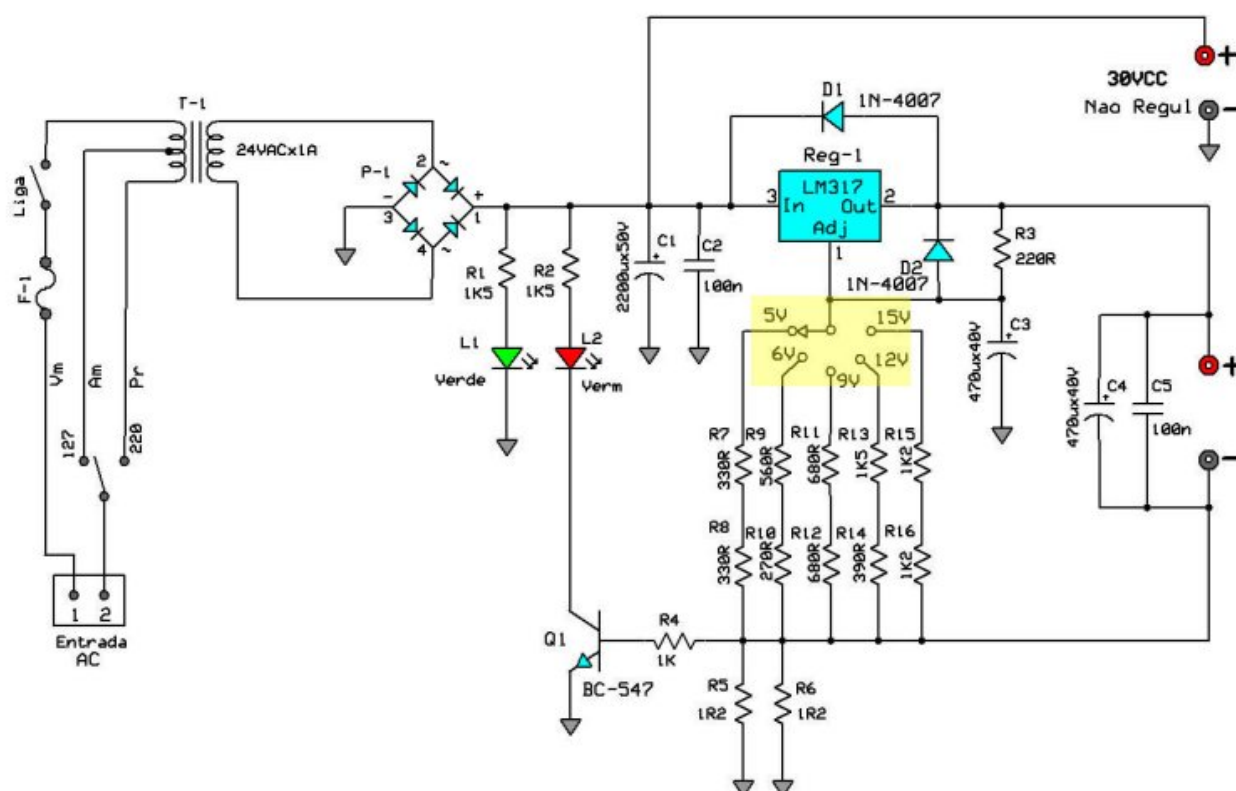 T-1
24VACx1A
Liga
F-1
Vm
Am
Pr
127
220
1 2
Entrada
AC
P-1
2 ~
- 3
+ 1
4 ~
R1
1K5
R2
1K5
L1
Verde
L2
Verm
2200ux50V
C1
+
C2
100n
D1
1N-4007
Reg-1
LM317
3 In Out 2
Adj
1
D2
1N-4007
R3
220R
30VCC
Nao Regul
+
-
5V
6V
9V
12V
15V
470ux40V
C3
+
470ux40V
C4
+
C5
100n
+
-
R7
330R
R9
560R
R11
680R
R13
1K5
R15
1K2
R8
330R
R10
270R
R12
680R
R14
390R
R16
1K2
Q1
BC-547
R4
1K
R5
1R2
R6
1R2